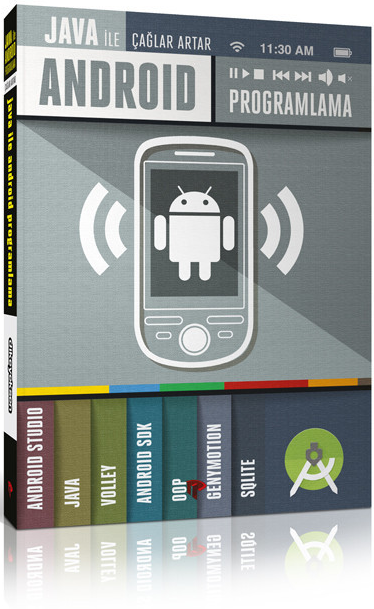 JAVA İLE
ÇAĞLAR ARTAR
11:30 AM
ANDROID
PROGRAMLAMA
ANDROID STUDIO
JAVA
VOLLEY
ANDROID SDK
OOP
GENYMOTION
SQLITE
java ile android programlama